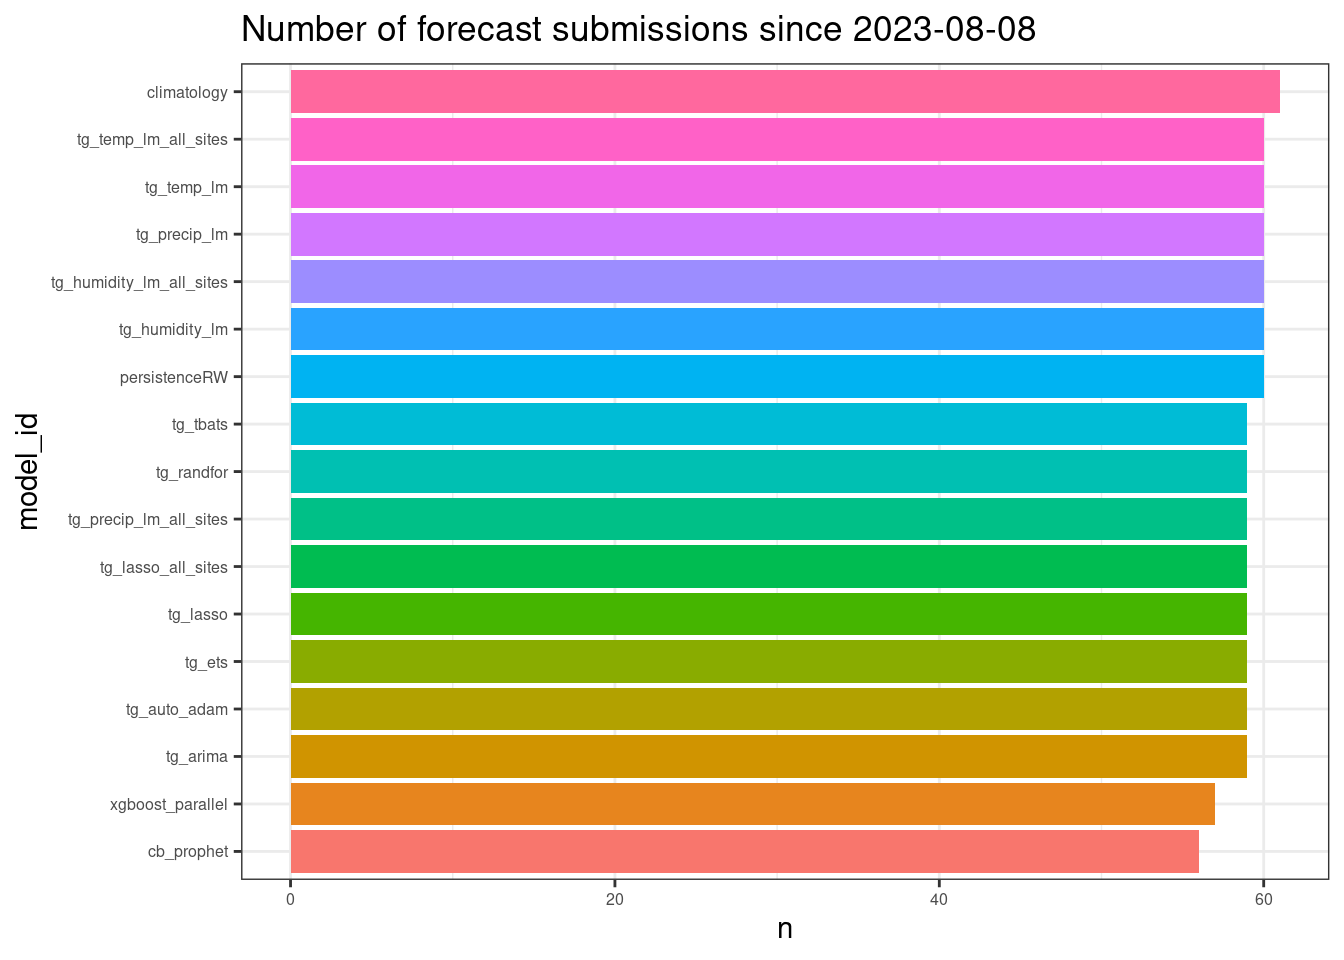 Number of forecast submissions since 2023-08-08
climatology
tg_temp_lm_all_sites
tg_temp_lm
tg_precip_lm
tg_humidity_lm_all_sites
tg_humidity_lm
persistenceRW
tg_tbats
tg_randfor
tg_precip_lm_all_sites
tg_lasso_all_sites
tg_lasso
tg_ets
tg_auto_adam
tg_arima
xgboost_parallel
cb_prophet
model_id
0 20 40 60
n